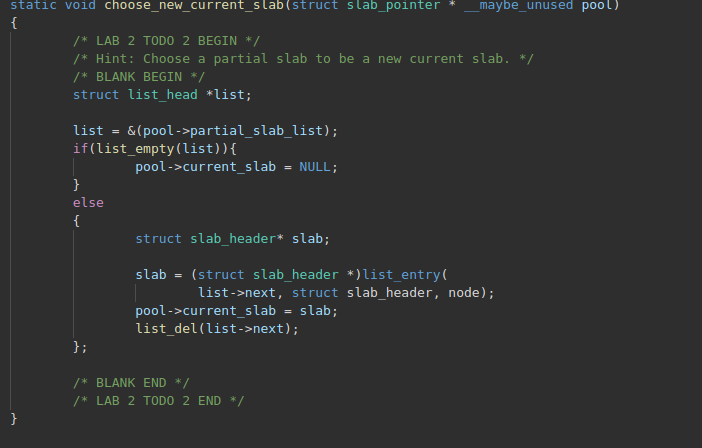 static void choose_new_current_slab(struct slab_pointer * __maybe_unused pool)
{
        /* LAB 2 TODO 2 BEGIN */
        /* Hint: Choose a partial slab to be a new current slab. */
        /* BLANK BEGIN */
        struct list_head *list;

        list = &(pool->partial_slab_list);
        if(list_empty(list)){
                pool->current_slab = NULL;
        }
        else
        {
                struct slab_header* slab;

                slab = (struct slab_header *)list_entry(
                        list->next, struct slab_header, node);
                pool->current_slab = slab;
                list_del(list->next);
        };

        /* BLANK END */
        /* LAB 2 TODO 2 END */
}